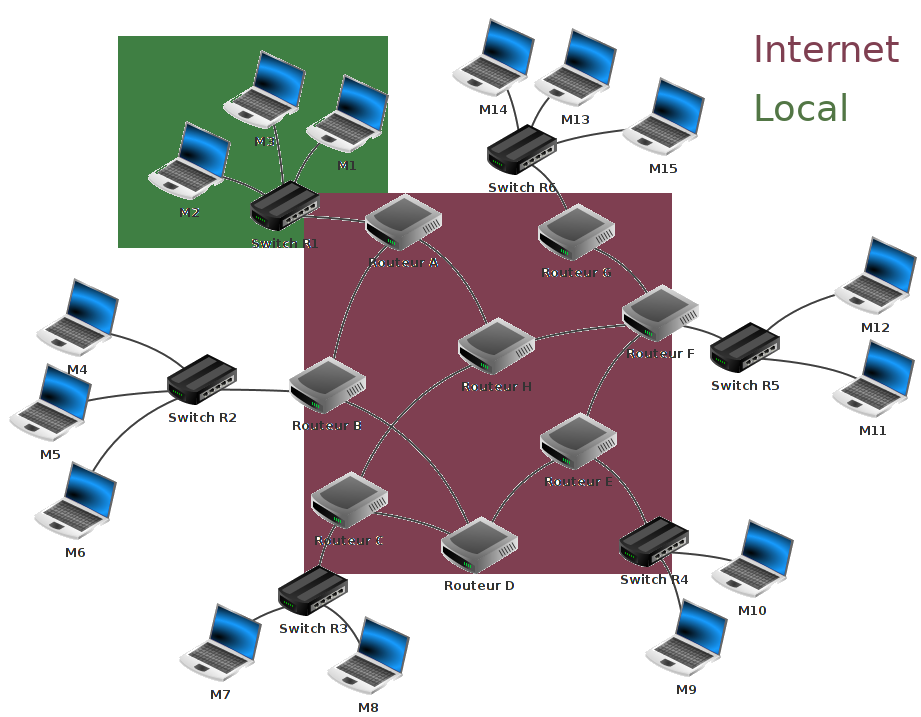 Internet
Local
M14
M13
M15
M3
M1
M2
Switch R6
Switch R1
Routeur A
Routeur G
M12
M4
Routeur F
Routeur H
Switch R5
Switch R2
Routeur B
M11
M5
Routeur E
M6
Routeur C
Routeur D
Switch R4
M10
Switch R3
M7
M9
M8